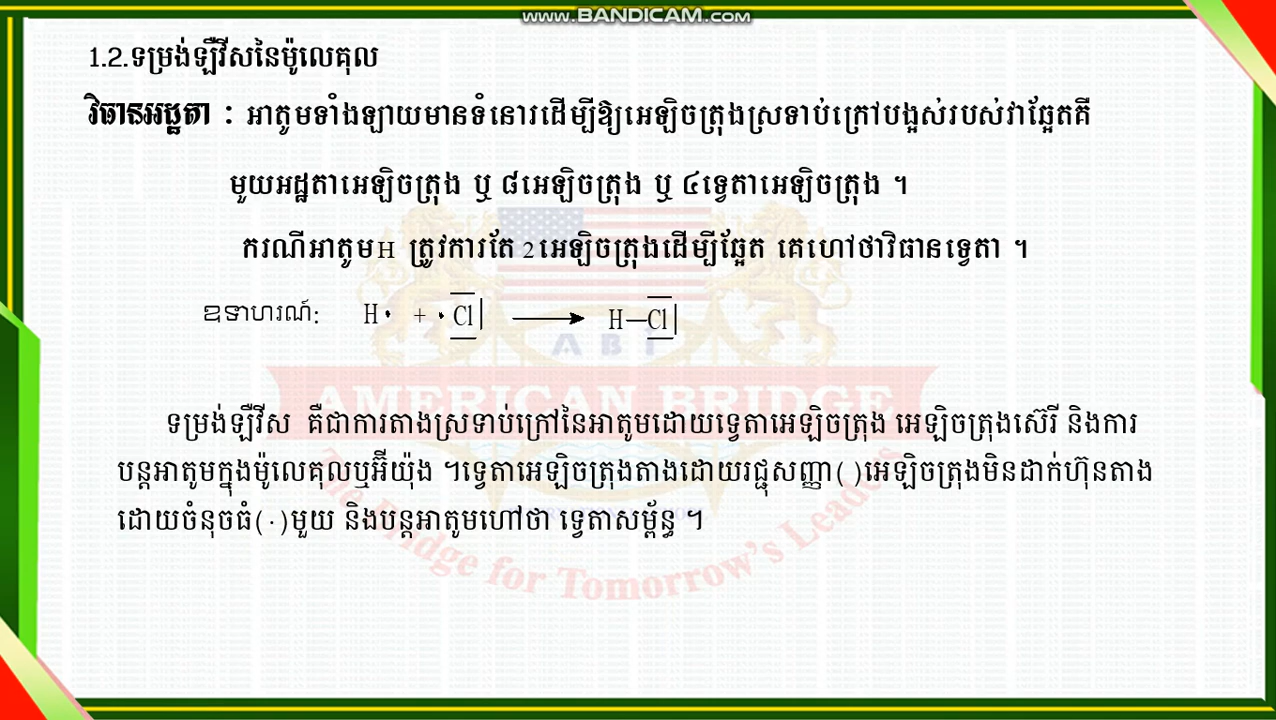 WWW.BANDICAM.COM
1.2.ទម្រង់ឡឺវីសនៃម៉ូលេគុល
វិធានអដ្ឋតា : អាតូមទាំងឡាយមានទំនោរដើម្បីឱ្យអេឡិចត្រុងស្រទាប់ក្រៅបង្អស់របស់វាឆ្អែតគឺ
មួយអដ្ឋតាអេឡិចត្រុង ឬ ៨អេឡិចត្រុង ឬ ៤ទ្វេតាអេឡិចត្រុង ។
ករណីអាតូមH ត្រូវការតែ 2អេឡិចត្រុងដើម្បីឆ្អែត គេហៅថាវិធានទ្វេតា ។
ឧទាហរណ៍: H• + •Cl| → H—Cl|
ABI
AMERICAN BRIDGE
ទម្រង់ឡឺវីស គឺជាការតាងស្រទាប់ក្រៅនៃអាតូមដោយទ្វេតាអេឡិចត្រុង អេឡិចត្រុងសេរី និងការ
បន្តអាតូមក្នុងម៉ូលេគុលឬអ៊ីយ៉ុង ។ទ្វេតាអេឡិចត្រុងតាងដោយរជ្ជុសញ្ញា( )អេឡិចត្រុងមិនដាក់ហ៊ុនតាង
ដោយចំនុចធំ(·)មួយ និងបន្តអាតូមហៅថា ទ្វេតាសម្ព័ន្ធ ។
The Bridge for Tomorrow's Leaders